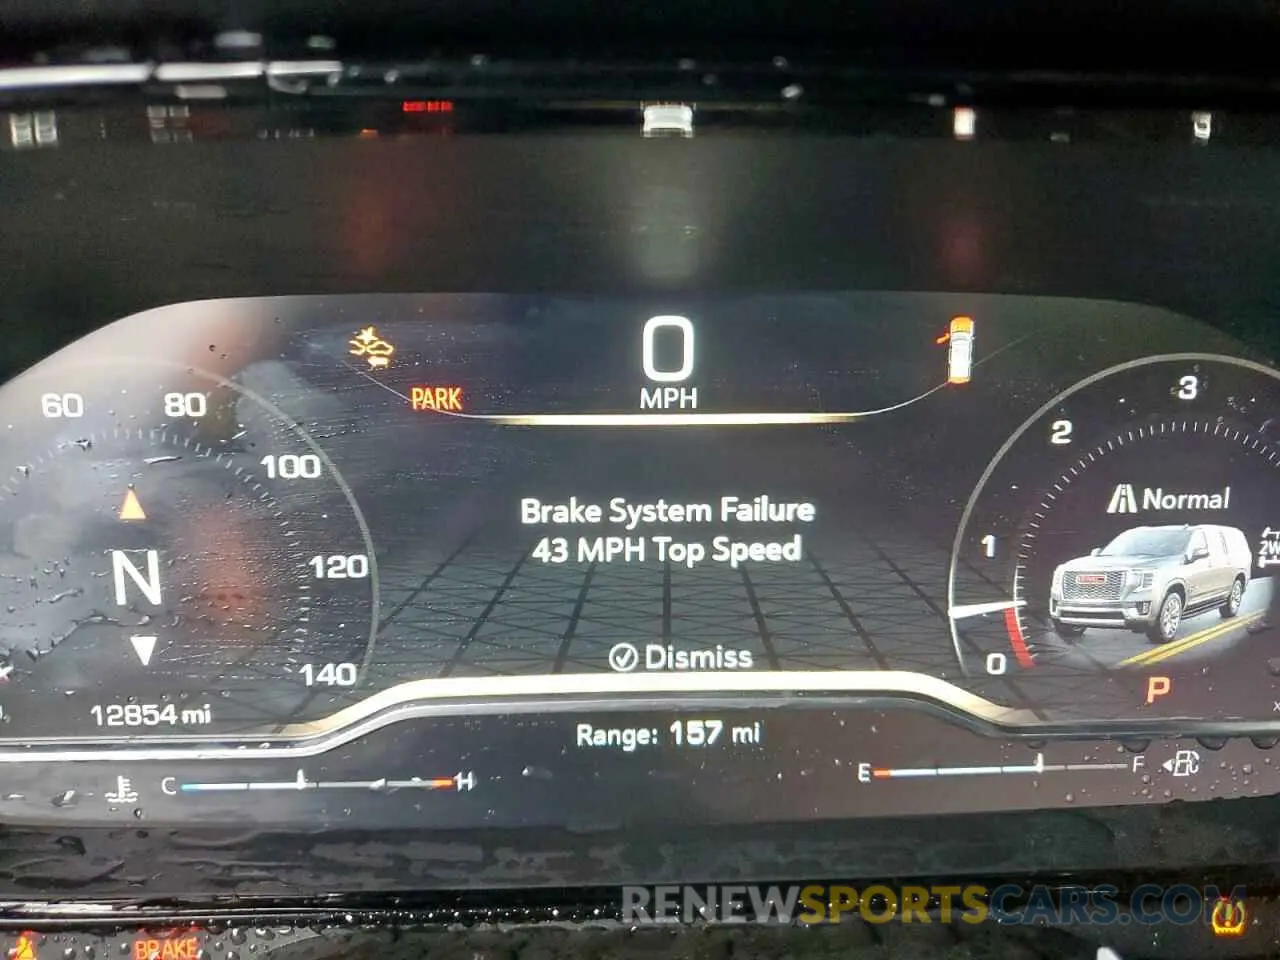 0
MPH
PARK
60
80
100
120
140
N
12854 mi
Brake System Failure
43 MPH Top Speed
Dismiss
3
2
1
0
Normal
P
Range: 157 mi
C
H
E
F
RENEWSPORTSCARS.COM
BRAKE